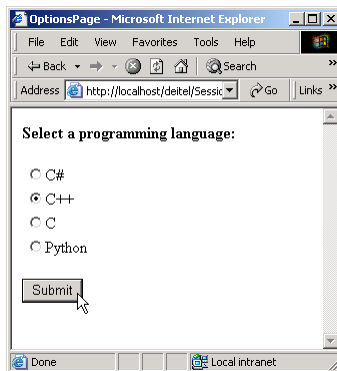 OptionsPage - Microsoft Internet Explorer
File Edit View Favorites Tools Help »
Back Search »
Address http://localhost/deitel/Sessic Go Links »
Select a programming language:
C#
C++
C
Python
Submit
Done Local intranet